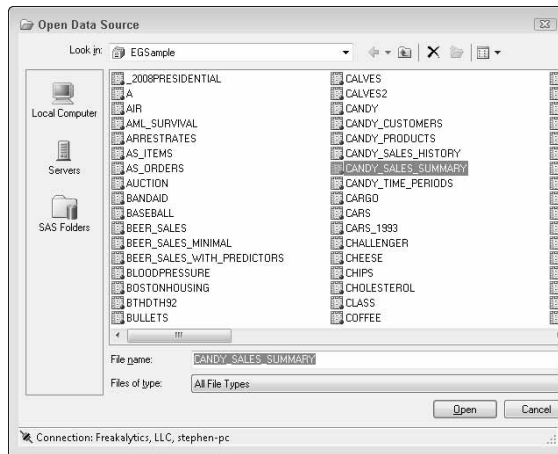 Open Data Source
Look in: EGSample
Local Computer
Servers
SAS Folders
_2008PRESIDENTIAL
A
AIR
AML_SURVIVAL
ARRESTRATES
AS_ITEMS
AS_ORDERS
AUCTION
BANDAID
BASEBALL
BEER_SALES
BEER_SALES_MINIMAL
BEER_SALES_WITH_PREDICTORS
BLOODPRESSURE
BOSTONHOUSING
BTHDTH92
BULLETS
CALVES
CALVES2
CANDY
CANDY_CUSTOMERS
CANDY_PRODUCTS
CANDY_SALES_HISTORY
CANDY_SALES_SUMMARY
CANDY_TIME_PERIODS
CARGO
CARS
CARS_1993
CHALLENGER
CHEESE
CHIPS
CHOLESTEROL
CLASS
COFFEE
File name: CANDY_SALES_SUMMARY
Files of type: All File Types
Open Cancel
Connection: Freakalytics, LLC, stephen-pc